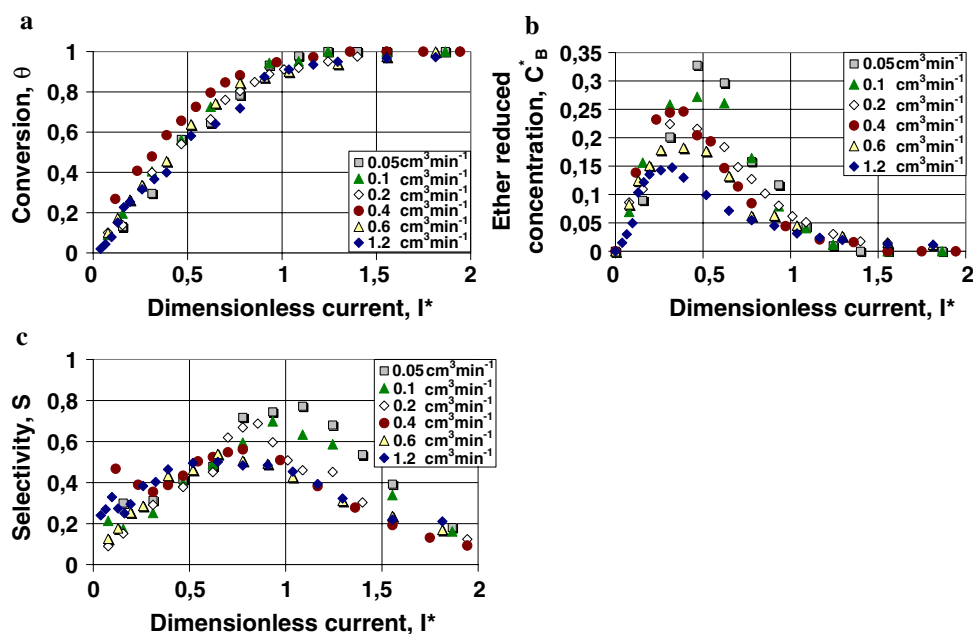 a
Conversion, θ
1
0,8
0,6
0,4
0,2
0
0 0,5 1 1,5 2
Dimensionless current, I*
0.05cm³min⁻¹
0.1 cm³min⁻¹
0.2 cm³min⁻¹
0.4 cm³min⁻¹
0.6 cm³min⁻¹
1.2 cm³min⁻¹
b
Ether reduced
concentration, C*B
0,35
0,3
0,25
0,2
0,15
0,1
0,05
0
0 0,5 1 1,5 2
Dimensionless current, I*
0.05cm³min⁻¹
0.1 cm³min⁻¹
0.2 cm³min⁻¹
0.4 cm³min⁻¹
0.6 cm³min⁻¹
1.2 cm³min⁻¹
c
Selectivity, S
1
0,8
0,6
0,4
0,2
0
0 0,5 1 1,5 2
Dimensionless current, I*
0.05cm³min⁻¹
0.1 cm³min⁻¹
0.2 cm³min⁻¹
0.4 cm³min⁻¹
0.6 cm³min⁻¹
1.2 cm³min⁻¹